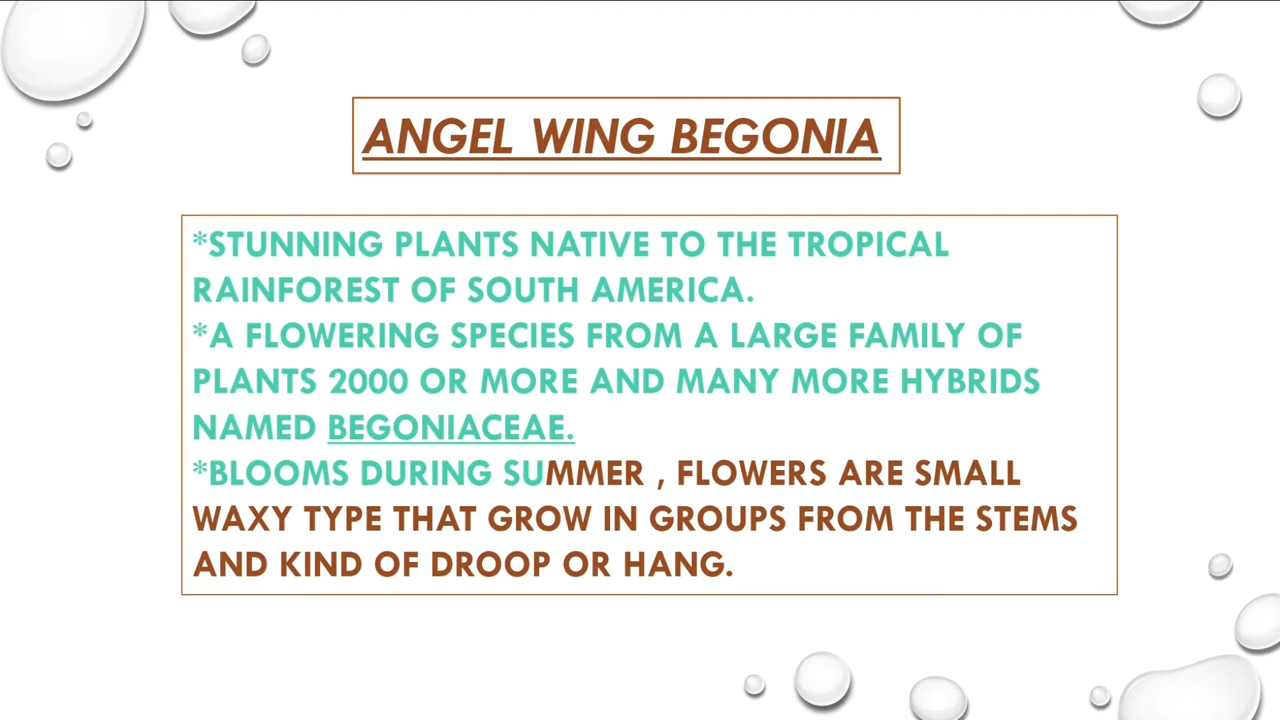 ANGEL WING BEGONIA
*STUNNING PLANTS NATIVE TO THE TROPICAL
RAINFOREST OF SOUTH AMERICA.
*A FLOWERING SPECIES FROM A LARGE FAMILY OF
PLANTS 2000 OR MORE AND MANY MORE HYBRIDS
NAMED BEGONIACEAE.
*BLOOMS DURING SUMMER , FLOWERS ARE SMALL
WAXY TYPE THAT GROW IN GROUPS FROM THE STEMS
AND KIND OF DROOP OR HANG.